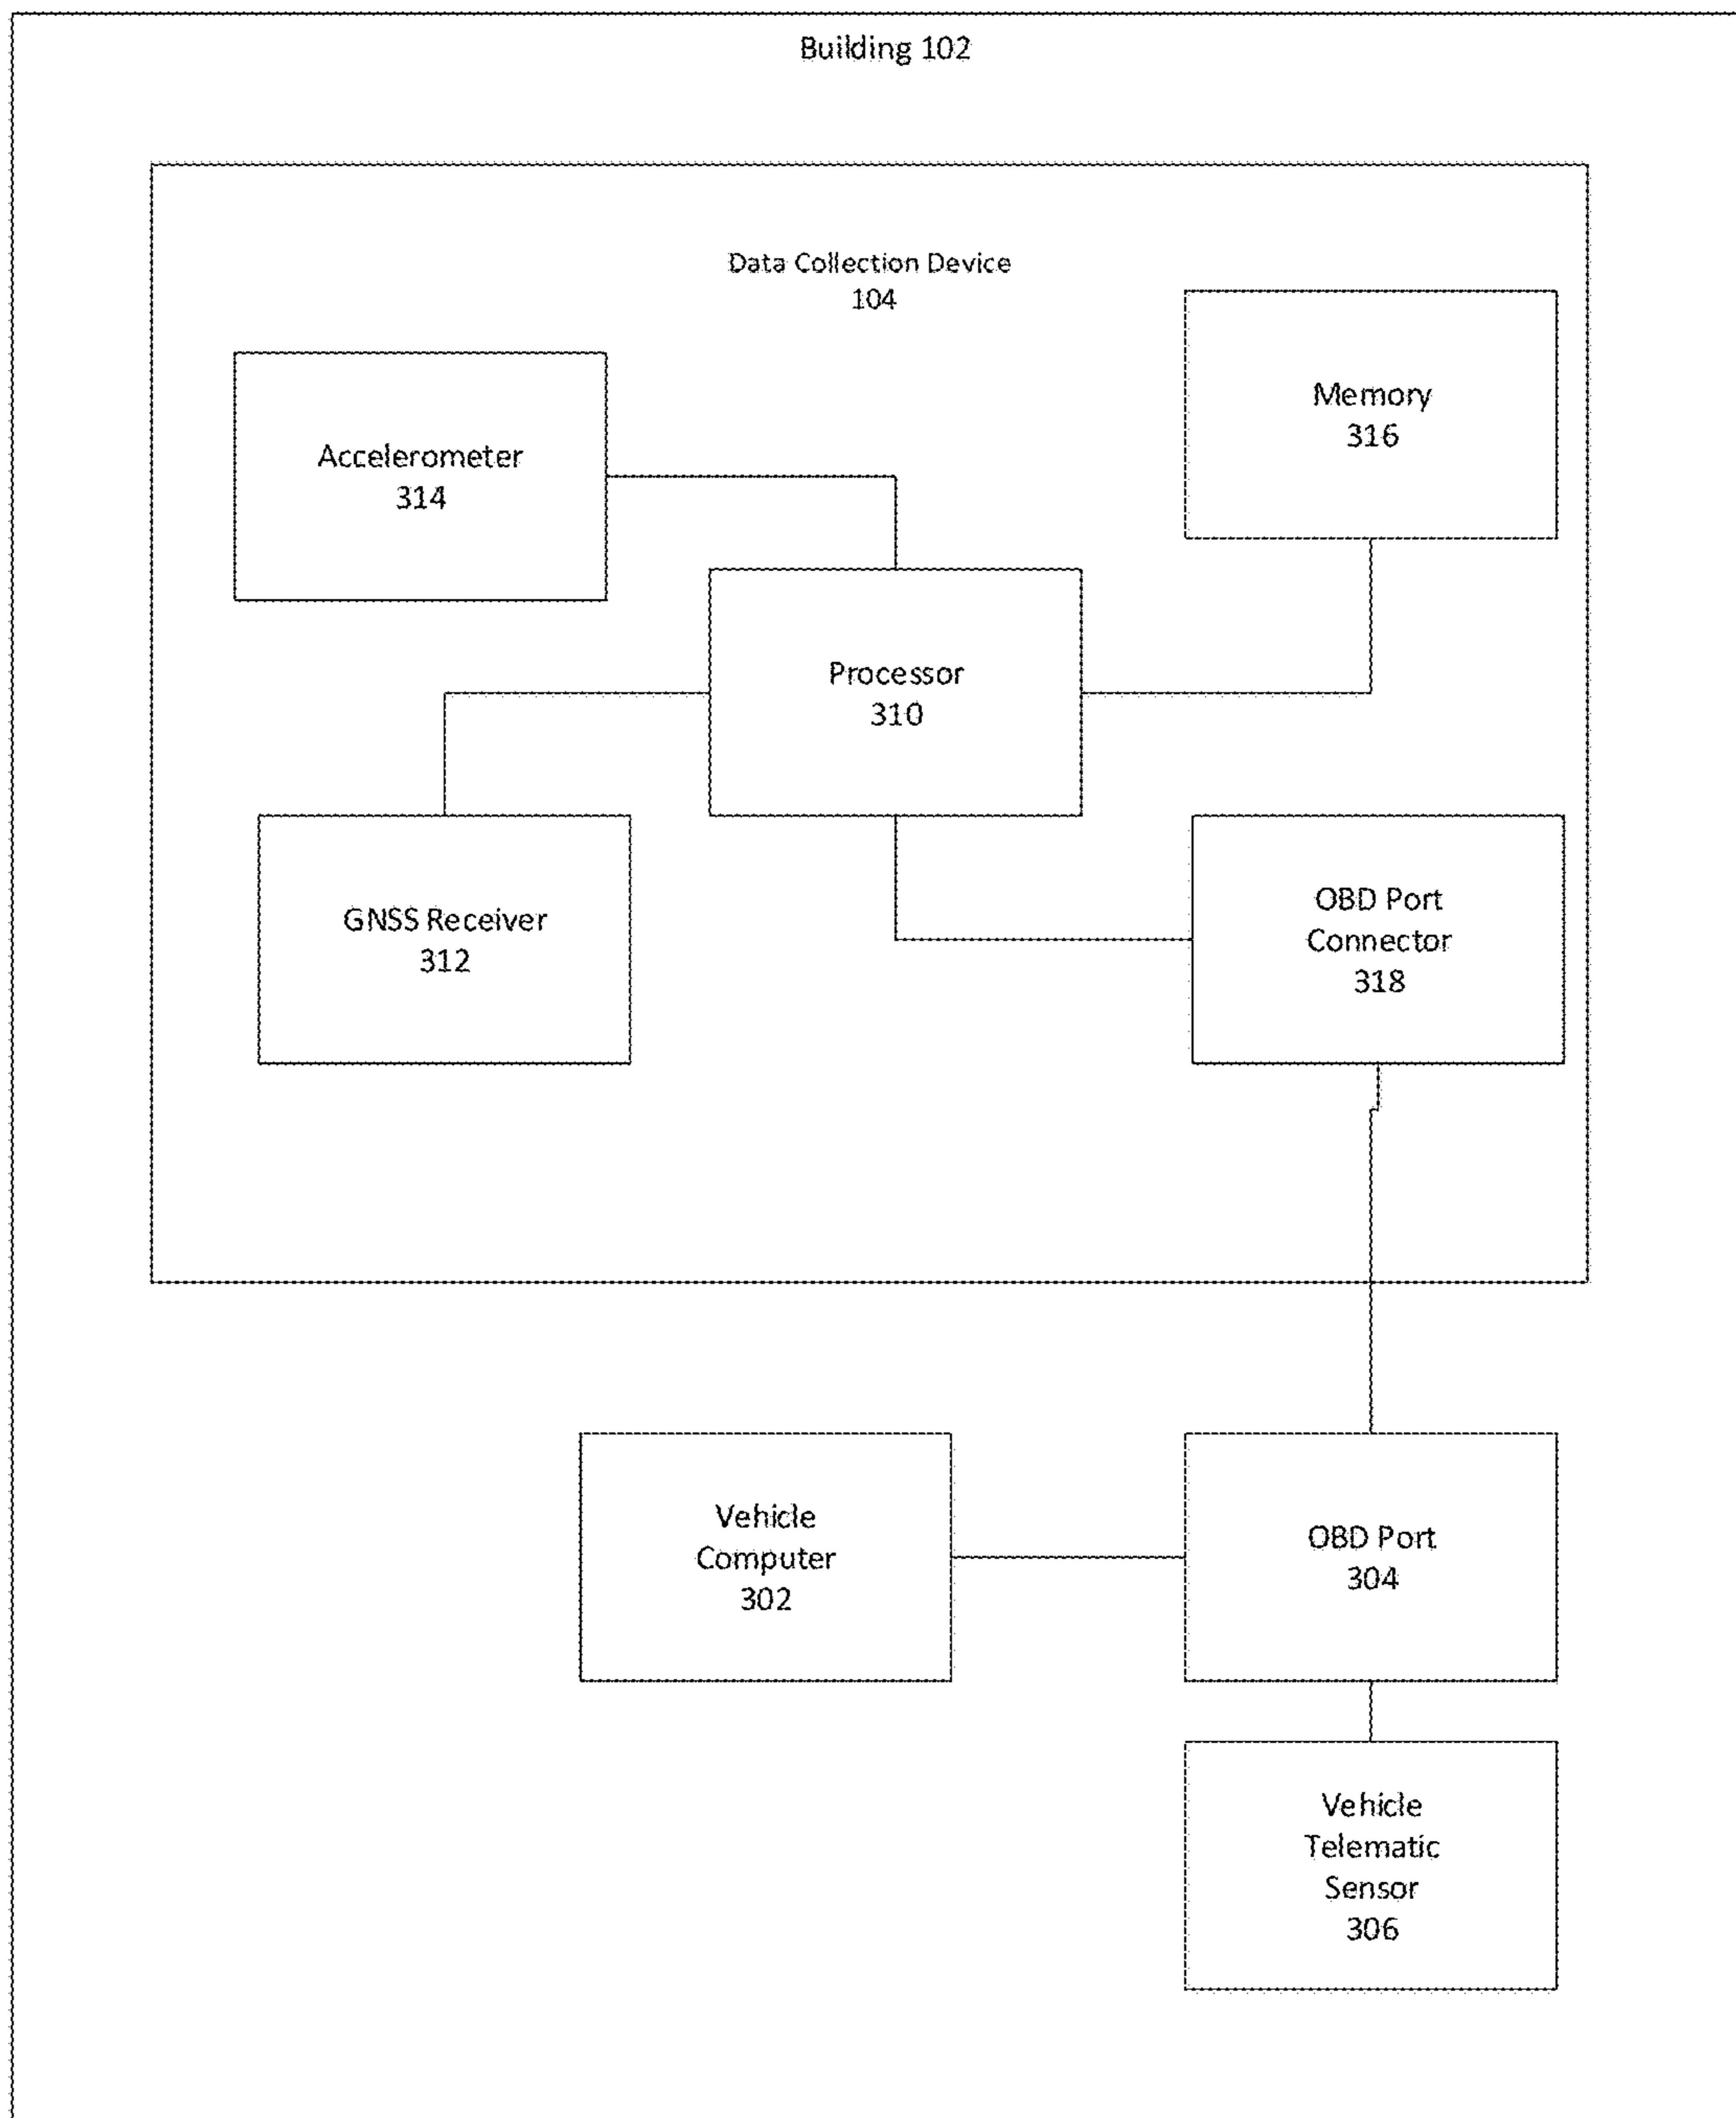 Building 102
Data Collection Device
104
Memory
316
Accelerometer
314
Processor
310
OBD Port
Connector
318
GNSS Receiver
312
Vehicle
Computer
302
OBD Port
304
Vehicle
Telematic
Sensor
306